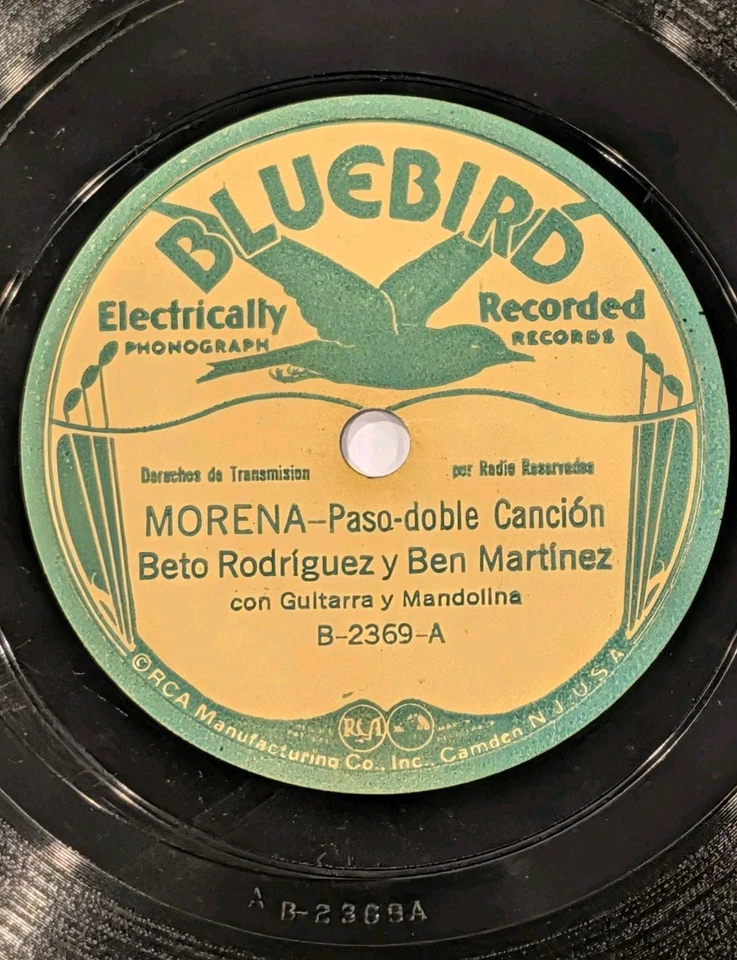 BLUEBIRD
Electrically Recorded
PHONOGRAPH RECORDS
Derechos de Transmision por Radio Reservados
MORENA–Paso-doble Canción
Beto Rodríguez y Ben Martínez
con Guitarra y Mandolina
B-2369-A
RCA
©RCA Manufacturing Co., Inc., Camden N.J. U.S.A.
A B-2369A